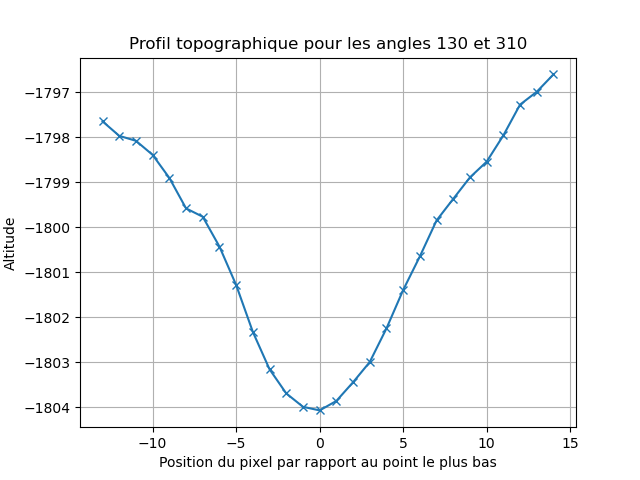 Profil topographique pour les angles 130 et 310
Altitude
−1797
−1798
−1799
−1800
−1801
−1802
−1803
−1804
−10 −5 0 5 10 15
Position du pixel par rapport au point le plus bas